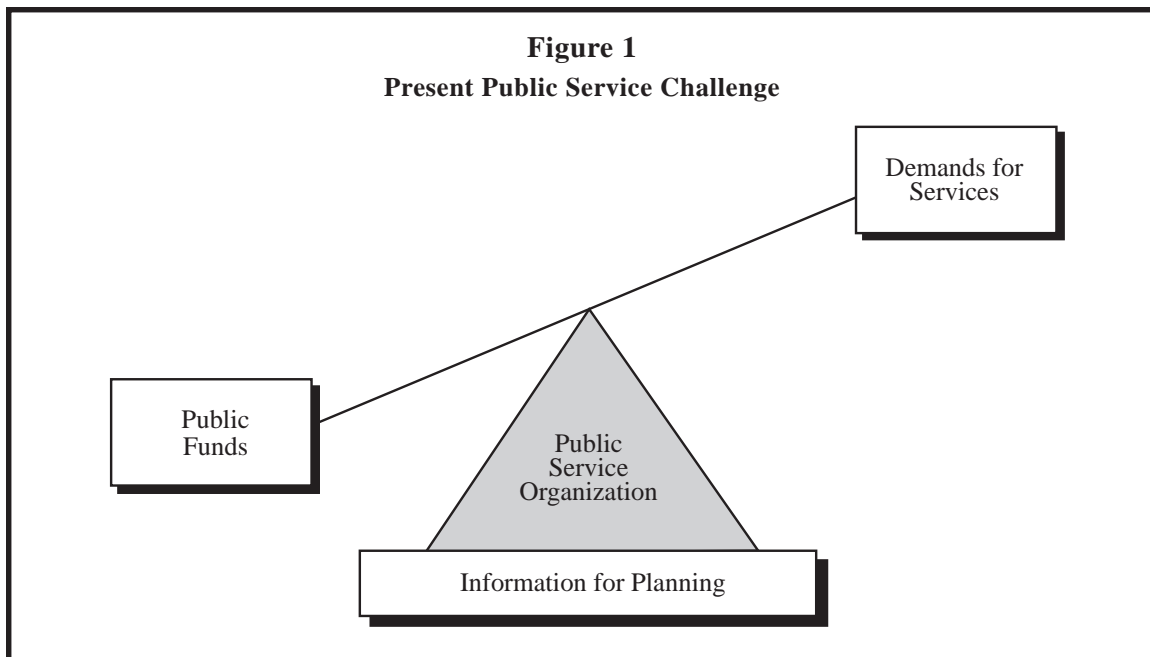 Figure 1
Present Public Service Challenge
Demands for
Services
Public
Funds
Public
Service
Organization
Information for Planning